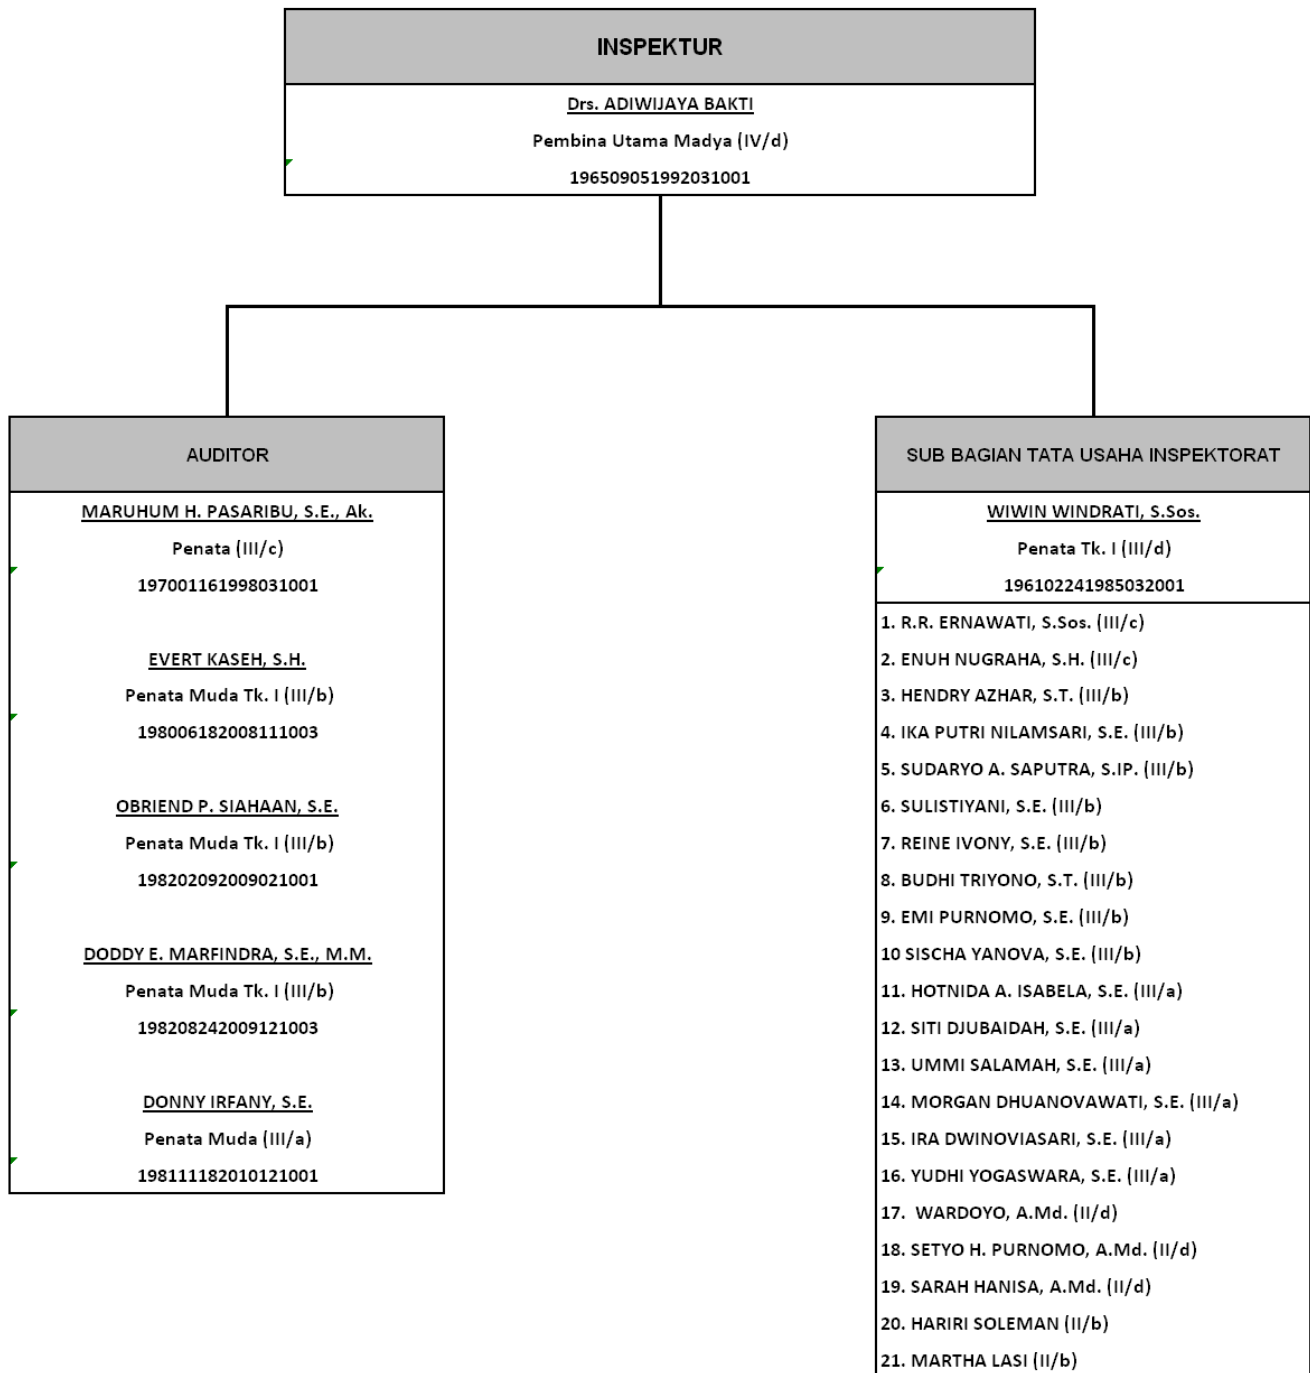 INSPEKTUR
Drs. ADIWIJAYA BAKTI
Pembina Utama Madya (IV/d)
196509051992031001
AUDITOR
MARUHUM H. PASARIBU, S.E., Ak.
Penata (III/c)
197001161998031001
EVERT KASEH, S.H.
Penata Muda Tk. I (III/b)
198006182008111003
OBRIEND P. SIAHAAN, S.E.
Penata Muda Tk. I (III/b)
198202092009021001
DODDY E. MARFINDRA, S.E., M.M.
Penata Muda Tk. I (III/b)
198208242009121003
DONNY IRFANY, S.E.
Penata Muda (III/a)
198111182010121001
SUB BAGIAN TATA USAHA INSPEKTORAT
WIWIN WINDRATI, S.Sos.
Penata Tk. I (III/d)
196102241985032001
1. R.R. ERNAWATI, S.Sos. (III/c)
2. ENUH NUGRAHA, S.H. (III/c)
3. HENDRY AZHAR, S.T. (III/b)
4. IKA PUTRI NILAMSARI, S.E. (III/b)
5. SUDARYO A. SAPUTRA, S.IP. (III/b)
6. SULISTIYANI, S.E. (III/b)
7. REINE IVONY, S.E. (III/b)
8. BUDHI TRIYONO, S.T. (III/b)
9. EMI PURNOMO, S.E. (III/b)
10 SISCHA YANOVA, S.E. (III/b)
11. HOTNIDA A. ISABELA, S.E. (III/a)
12. SITI DJUBAIDAH, S.E. (III/a)
13. UMMI SALAMAH, S.E. (III/a)
14. MORGAN DHUANOVAWATI, S.E. (III/a)
15. IRA DWINOVIASARI, S.E. (III/a)
16. YUDHI YOGASWARA, S.E. (III/a)
17.  WARDOYO, A.Md. (II/d)
18. SETYO H. PURNOMO, A.Md. (II/d)
19. SARAH HANISA, A.Md. (II/d)
20. HARIRI SOLEMAN (II/b)
21. MARTHA LASI (II/b)